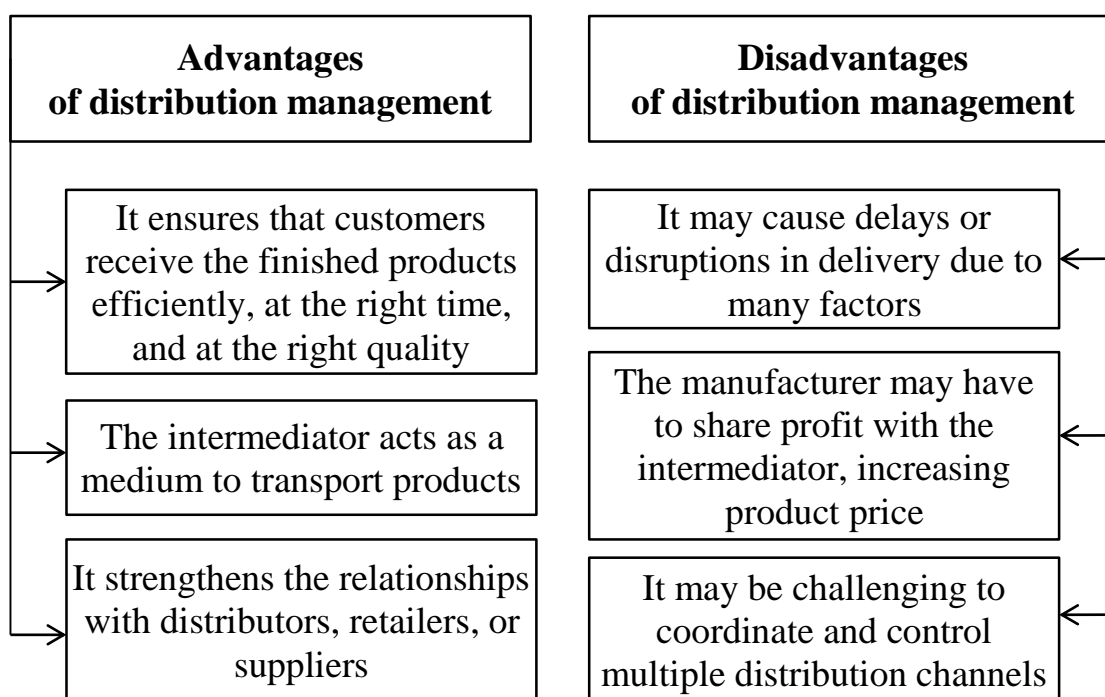 Advantages
of distribution management
It ensures that customers
receive the finished products
efficiently, at the right time,
and at the right quality
The intermediator acts as a
medium to transport products
It strengthens the relationships
with distributors, retailers, or
suppliers
Disadvantages
of distribution management
It may cause delays or
disruptions in delivery due to
many factors
The manufacturer may have
to share profit with the
intermediator, increasing
product price
It may be challenging to
coordinate and control
multiple distribution channels